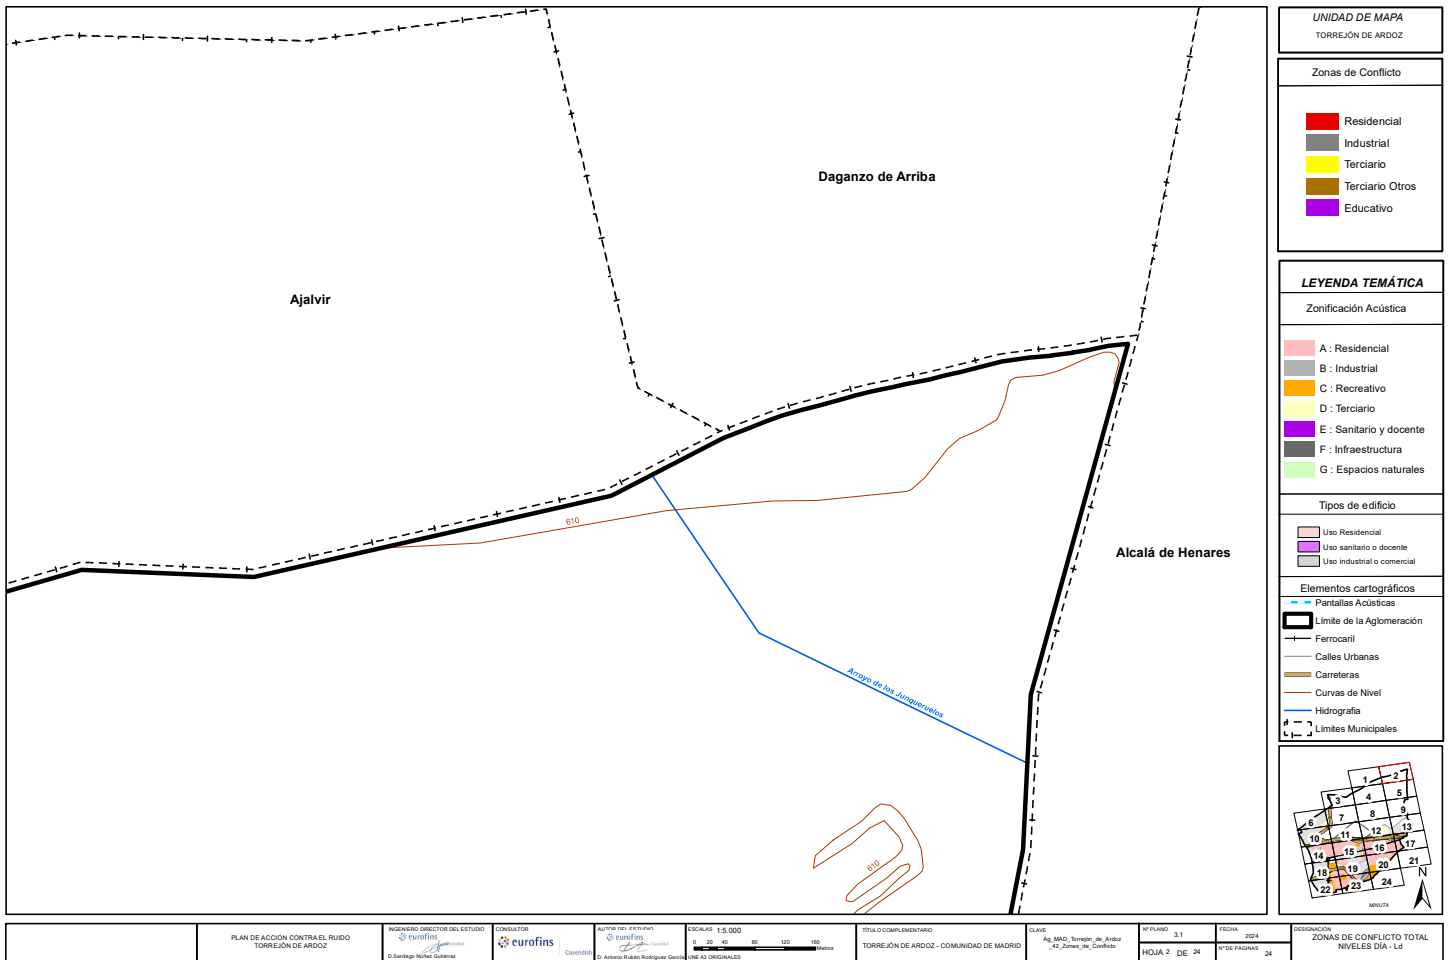 Daganzo de Arriba
Ajalvir
Alcalá de Henares
610
Arroyo de los Junqueruelos
610
UNIDAD DE MAPA
TORREJÓN DE ARDOZ
Zonas de Conflicto
Residencial
Industrial
Terciario
Terciario Otros
Educativo
LEYENDA TEMÁTICA
Zonificación Acústica
A : Residencial
B : Industrial
C : Recreativo
D : Terciario
E : Sanitario y docente
F : Infraestructura
G : Espacios naturales
Tipos de edificio
Uso Residencial
Uso sanitario o docente
Uso industrial o comercial
Elementos cartográficos
Pantallas Acústicas
Límite de la Aglomeración
Ferrocaril
Calles Urbanas
Carreteras
Curvas de Nivel
Hidrografia
Límites Municipales
1 2
3 4 5
6 7 8 9
10 11 12 13
14 15 16 17
18 19 20 21
22 23 24
N
MINUTA
PLAN DE ACCION CONTRA EL RUIDO
TORREJÓN DE ARDOZ
INGENIERO DIRECTOR DEL ESTUDIO
eurofins
D.Santiago Núñez Gutiérrez
CONSULTOR
eurofins
Cavendish
AUTOR DEL ESTUDIO
eurofins
D. Antonio Rubén Rodríguez García
ESCALAS 1:5.000
0 20 40 80 120 160
Metros
UNE A3 ORIGINALES
TÍTULO COMPLEMENTARIO
TORREJÓN DE ARDOZ - COMUNIDAD DE MADRID
CLAVE
Ag_MAD_Torrejón_de_Ardoz
_42_Zonas_de_Conflicto
Nº PLANO 3.1
HOJA 2 DE 24
FECHA
2024
Nº DE PÁGINAS
24
DESIGNACIÓN
ZONAS DE CONFLICTO TOTAL
NIVELES DÍA - Ld